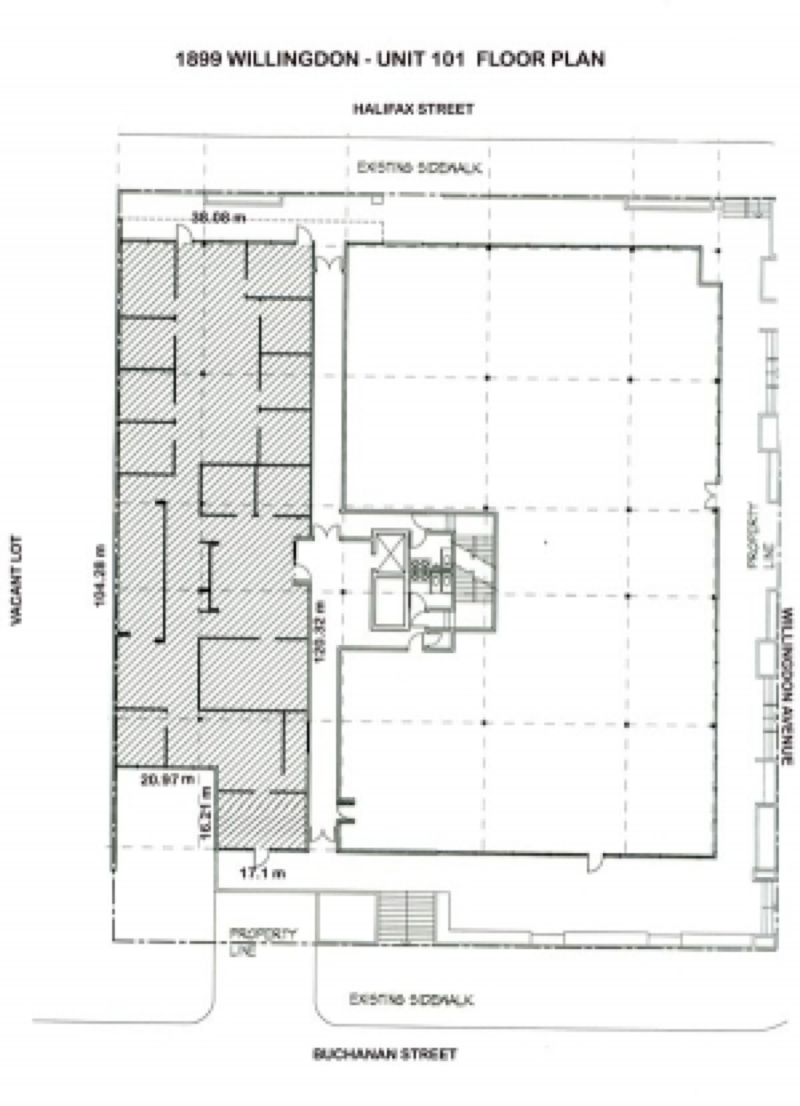 1899 WILLINGDON - UNIT 101 FLOOR PLAN
HALIFAX STREET
EXISTING SIDEWALK
38.08 m
VACANT LOT
104.28 m
120.32 m
PROPERTY
LINE
WILLINGDON AVENUE
20.97 m
16.21 m
17.1 m
PROPERTY
LINE
EXISTING SIDEWALK
BUCHANAN STREET